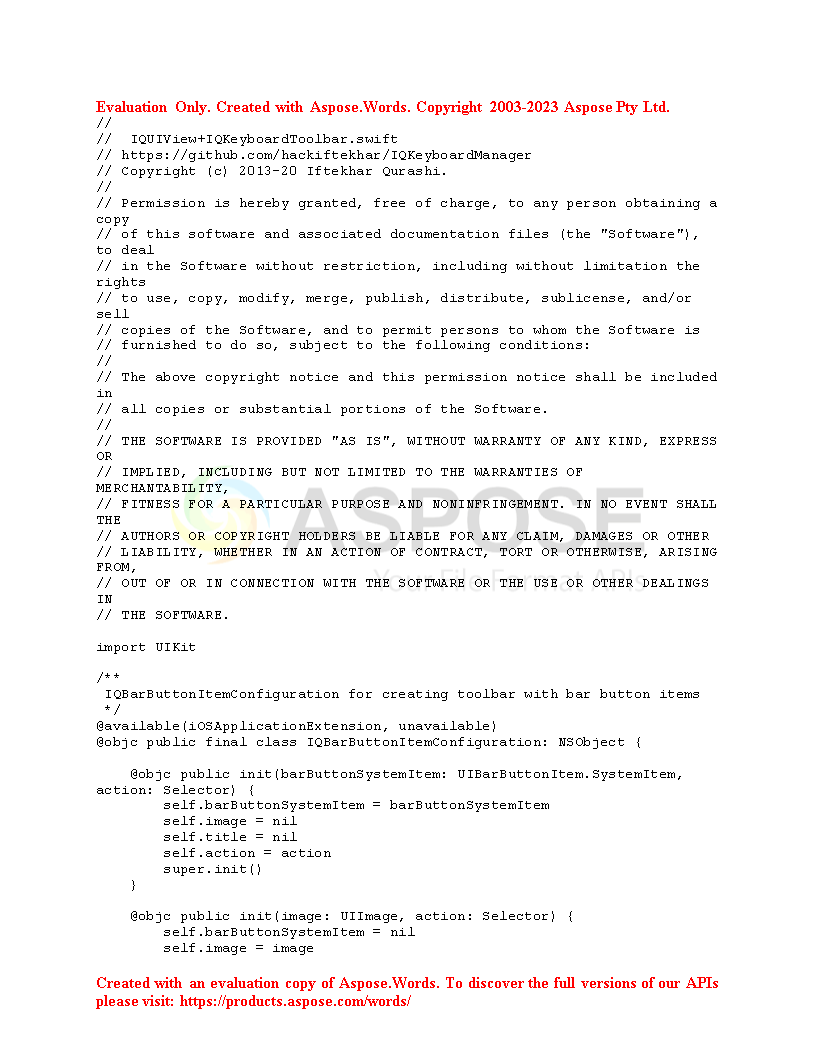 Evaluation Only. Created with Aspose.Words. Copyright 2003-2023 Aspose Pty Ltd.
//
//  IQUIView+IQKeyboardToolbar.swift
// https://github.com/hackiftekhar/IQKeyboardManager
// Copyright (c) 2013-20 Iftekhar Qurashi.
//
// Permission is hereby granted, free of charge, to any person obtaining a
copy
// of this software and associated documentation files (the "Software"),
to deal
// in the Software without restriction, including without limitation the
rights
// to use, copy, modify, merge, publish, distribute, sublicense, and/or
sell
// copies of the Software, and to permit persons to whom the Software is
// furnished to do so, subject to the following conditions:
//
// The above copyright notice and this permission notice shall be included
in
// all copies or substantial portions of the Software.
//
// THE SOFTWARE IS PROVIDED "AS IS", WITHOUT WARRANTY OF ANY KIND, EXPRESS
OR
// IMPLIED, INCLUDING BUT NOT LIMITED TO THE WARRANTIES OF
MERCHANTABILITY,
// FITNESS FOR A PARTICULAR PURPOSE AND NONINFRINGEMENT. IN NO EVENT SHALL
THE
// AUTHORS OR COPYRIGHT HOLDERS BE LIABLE FOR ANY CLAIM, DAMAGES OR OTHER
// LIABILITY, WHETHER IN AN ACTION OF CONTRACT, TORT OR OTHERWISE, ARISING
FROM,
// OUT OF OR IN CONNECTION WITH THE SOFTWARE OR THE USE OR OTHER DEALINGS
IN
// THE SOFTWARE.
ASPOSE
Your File Format APIs

import UIKit

/**
 IQBarButtonItemConfiguration for creating toolbar with bar button items
 */
@available(iOSApplicationExtension, unavailable)
@objc public final class IQBarButtonItemConfiguration: NSObject {

    @objc public init(barButtonSystemItem: UIBarButtonItem.SystemItem,
action: Selector) {
        self.barButtonSystemItem = barButtonSystemItem
        self.image = nil
        self.title = nil
        self.action = action
        super.init()
    }

    @objc public init(image: UIImage, action: Selector) {
        self.barButtonSystemItem = nil
        self.image = image

Created with an evaluation copy of Aspose.Words. To discover the full versions of our APIs
please visit: https://products.aspose.com/words/